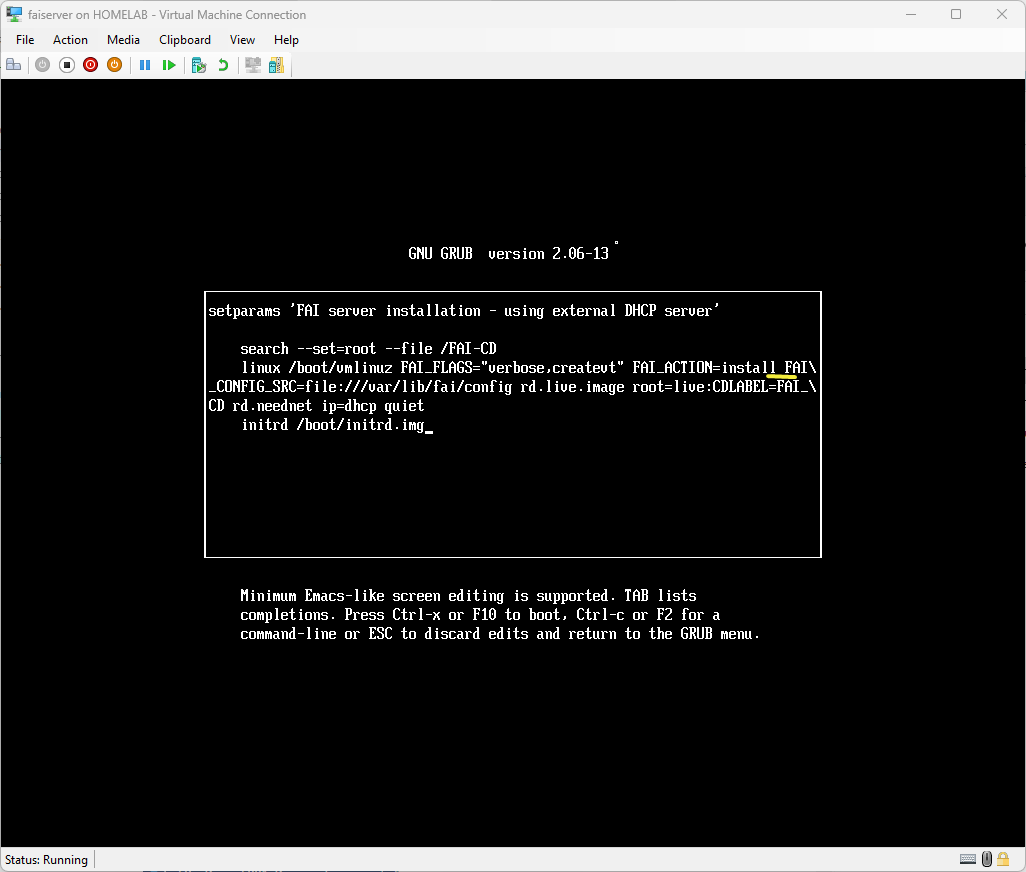 faiserver on HOMELAB - Virtual Machine Connection
File Action Media Clipboard View Help
GNU GRUB  version 2.06-13
setparams 'FAI server installation - using external DHCP server'
search --set=root --file /FAI-CD
linux /boot/vmlinuz FAI_FLAGS="verbose,createvt" FAI_ACTION=install FAI\
_CONFIG_SRC=file:///var/lib/fai/config rd.live.image root=live:CDLABEL=FAI_\
CD rd.neednet ip=dhcp quiet
initrd /boot/initrd.img_
Minimum Emacs-like screen editing is supported. TAB lists
completions. Press Ctrl-x or F10 to boot, Ctrl-c or F2 for a
command-line or ESC to discard edits and return to the GRUB menu.
Status: Running